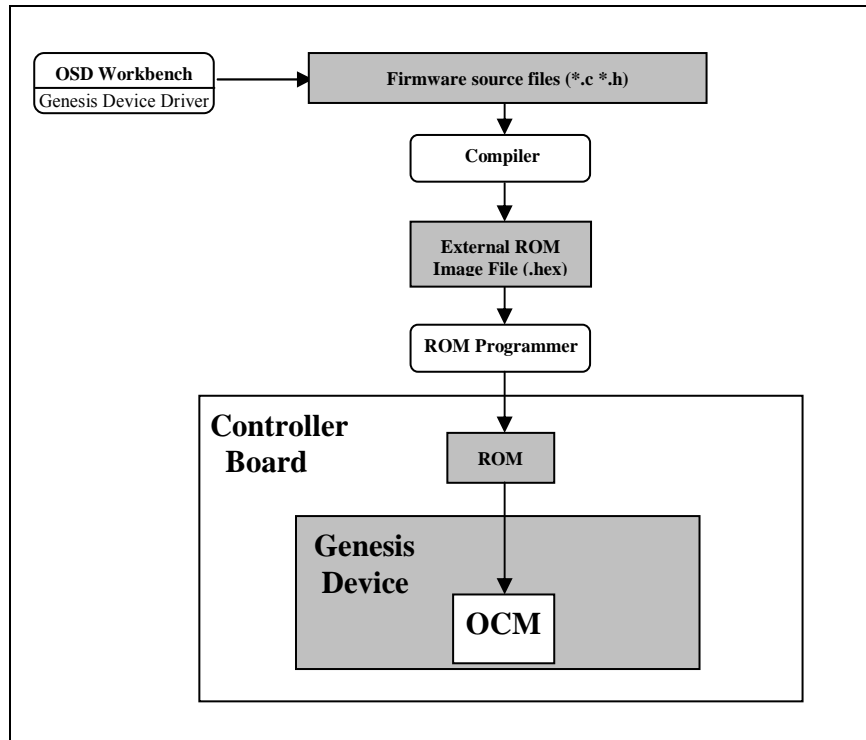 OSD Workbench
Genesis Device Driver
Firmware source files (*.c *.h)
Compiler
External ROM
Image File (.hex)
ROM Programmer
Controller
Board
ROM
Genesis
Device
OCM